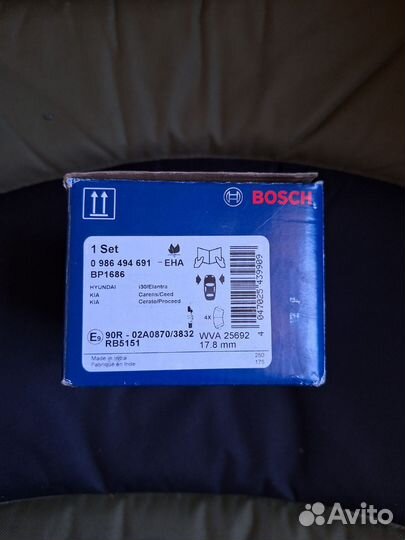 BOSCH
1 Set
0 986 494 691 -EHA
BP1686
HYUNDAI i30/Elantra
KIA Carens/Ceed
KIA Cerato/Proceed
4X
E9 90R - 02A0870/3832 WVA 25692
RB5151 17.8 mm
Made in India 250
Fabriqué en Inde 175
4 047025 439909
Avito